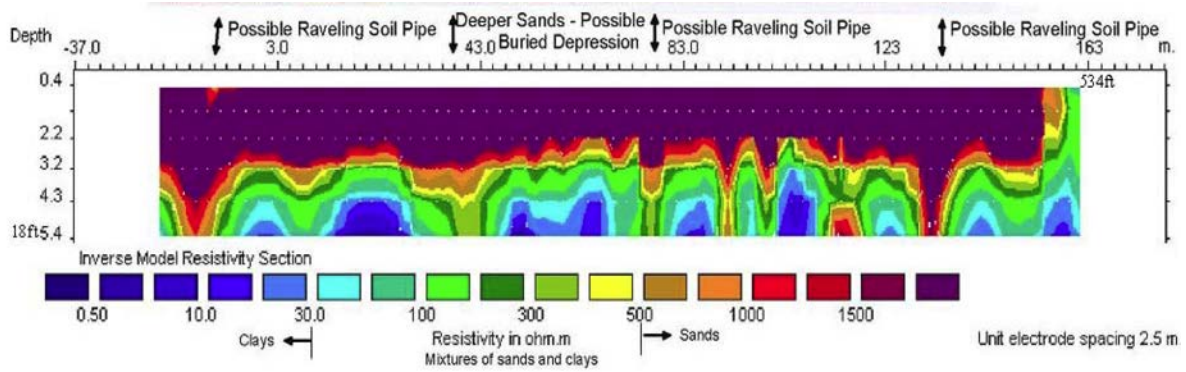 Possible Raveling Soil Pipe
Deeper Sands - Possible
Buried Depression
Possible Raveling Soil Pipe
Possible Raveling Soil Pipe
Depth
-37.0 3.0 43.0 83.0 123 163 m.
0.4
534ft
2.2
3.2
4.3
18ft5.4
Inverse Model Resistivity Section
0.50 10.0 30.0 100 300 500 1000 1500
Clays
Resistivity in ohm.m
Sands
Unit electrode spacing 2.5 m
Mixtures of sands and clays